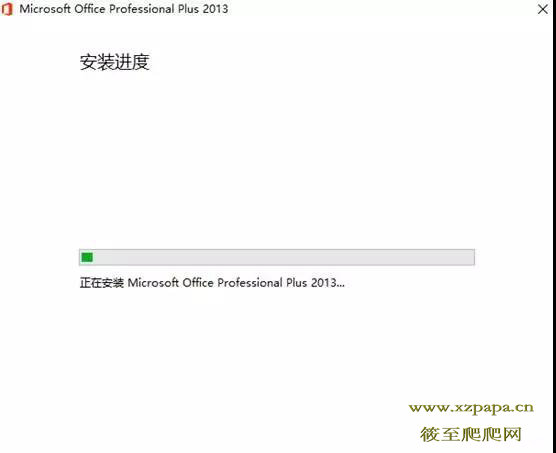 Microsoft Office Professional Plus 2013
安装进度
正在安装 Microsoft Office Professional Plus 2013...
www.xzpapa.cn
筱至爬爬网